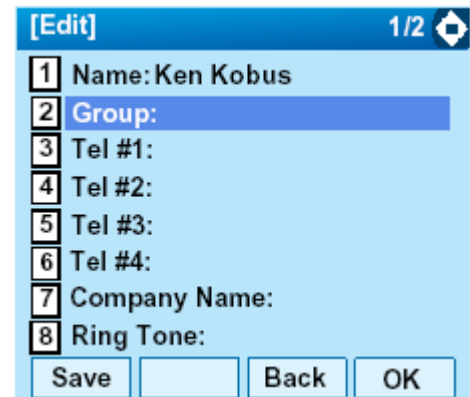 [Edit] 1/2
1 Name: Ken Kobus
2 Group:
3 Tel #1:
4 Tel #2:
5 Tel #3:
6 Tel #4:
7 Company Name:
8 Ring Tone:
Save Back OK